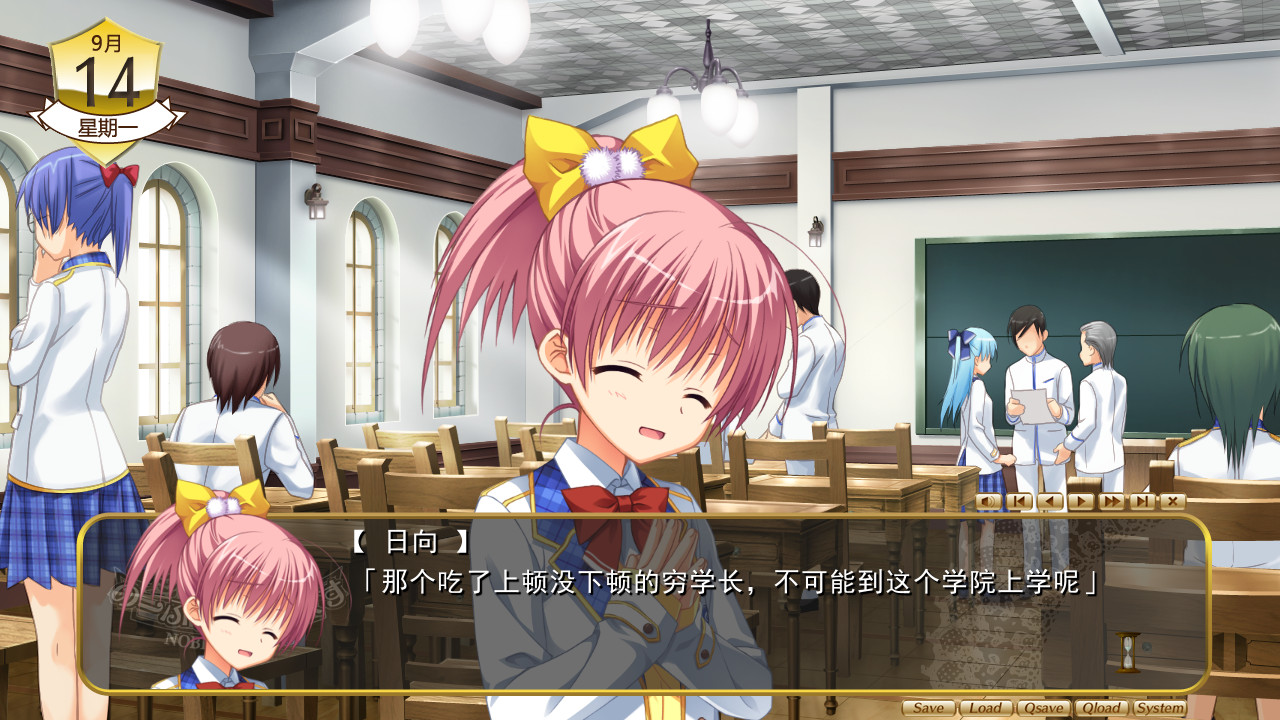 9月
14
星期一
【 日向 】
「那个吃了上顿没下顿的穷学长，不可能到这个学院上学呢」
Save Load Qsave Qload System